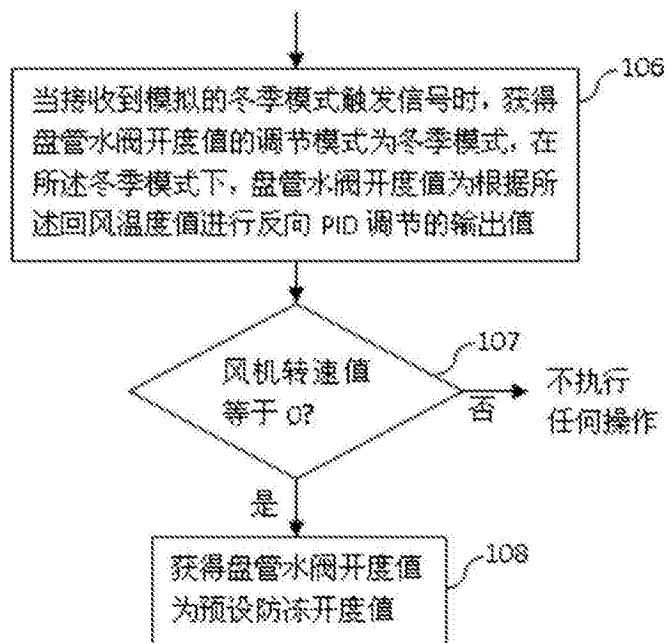 106
当接收到模拟的冬季模式触发信号时，获得
盘管水阀开度值的调节模式为冬季模式，在
所述冬季模式下，盘管水阀开度值为根据所
述回风温度值进行反向 PID 调节的输出值
107
风机转速值
等于 0?
否
不执行
任何操作
是
108
获得盘管水阀开度值
为预设防冻开度值